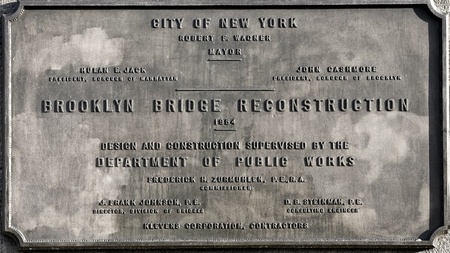 CITY OF NEW YORK
ROBERT F. WAGNER
MAYOR
HULAN E. JACK JOHN CASHMORE
PRESIDENT, BOROUGH OF MANHATTAN PRESIDENT, BOROUGH OF BROOKLYN
BROOKLYN BRIDGE RECONSTRUCTION
1954
DESIGN AND CONSTRUCTION SUPERVISED BY THE
DEPARTMENT OF PUBLIC WORKS
FREDERICK H. ZURMUHLEN, P.E., R.A.
COMMISSIONER
J. FRANK JOHNSON, P.E. D. B. STEINMAN, P.E.
DIRECTOR, DIVISION OF BRIDGES CONSULTING ENGINEER
KLEVENS CORPORATION, CONTRACTORS